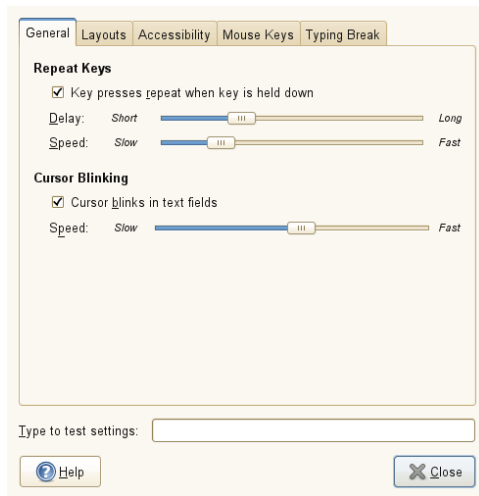 General Layouts Accessibility Mouse Keys Typing Break
Repeat Keys
Key presses repeat when key is held down
Delay: Short Long
Speed: Slow Fast
Cursor Blinking
Cursor blinks in text fields
Speed: Slow Fast
Type to test settings:
Help Close